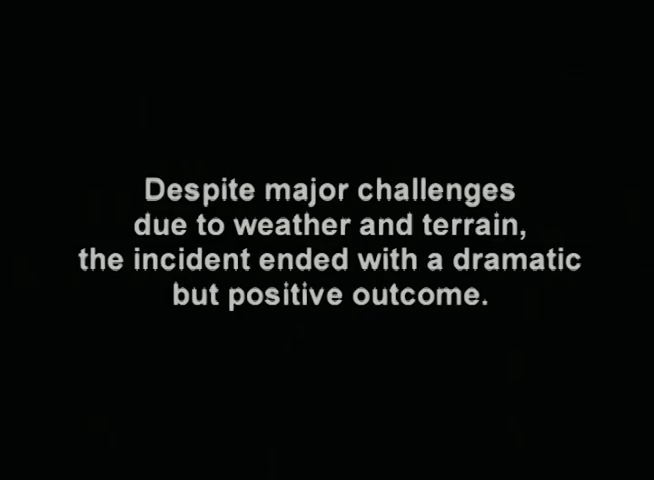 Despite major challenges
due to weather and terrain,
the incident ended with a dramatic
but positive outcome.